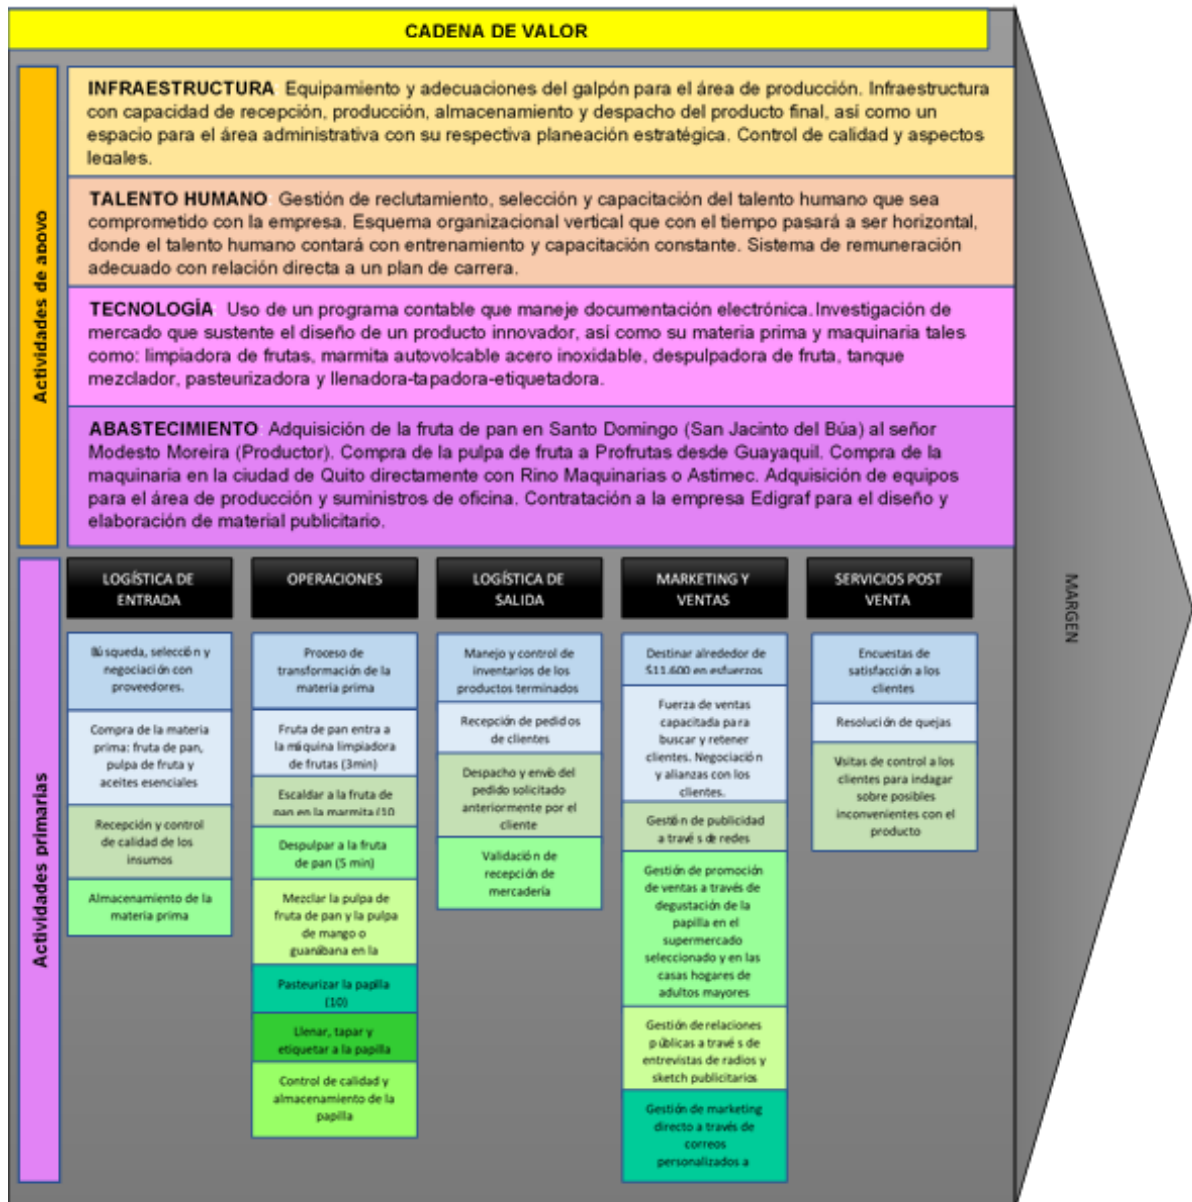 CADENA DE VALOR
Actividades de apoyo
INFRAESTRUCTURA: Equipamiento y adecuaciones del galpón para el área de producción. Infraestructura
con capacidad de recepción, producción, almacenamiento y despacho del producto final, así como un
espacio para el área administrativa con su respectiva planeación estratégica. Control de calidad y aspectos
legales.
TALENTO HUMANO: Gestión de reclutamiento, selección y capacitación del talento humano que sea
comprometido con la empresa. Esquema organizacional vertical que con el tiempo pasará a ser horizontal,
donde el talento humano contará con entrenamiento y capacitación constante. Sistema de remuneración
adecuado con relación directa a un plan de carrera.
TECNOLOGÍA: Uso de un programa contable que maneje documentación electrónica. Investigación de
mercado que sustente el diseño de un producto innovador, así como su materia prima y maquinaria tales
como: limpiadora de frutas, marmita autovolcable acero inoxidable, despulpadora de fruta, tanque
mezclador, pasteurizadora y llenadora-tapadora-etiquetadora.
ABASTECIMIENTO: Adquisición de la fruta de pan en Santo Domingo (San Jacinto del Búa) al señor
Modesto Moreira (Productor). Compra de la pulpa de fruta a Profrutas desde Guayaquil. Compra de la
maquinaria en la ciudad de Quito directamente con Rino Maquinarias o Astimec. Adquisición de equipos
para el área de producción y suministros de oficina. Contratación a la empresa Edigraf para el diseño y
elaboración de material publicitario.
Actividades primarias
LOGÍSTICA DE
ENTRADA
Búsqueda, selección y
negociación con
proveedores.
Compra de la materia
prima: fruta de pan,
pulpa de fruta y
aceites esenciales
Recepción y control
de calidad de los
insumos
Almacenamiento de la
materia prima
OPERACIONES
Proceso de
transformación de la
materia prima
Fruta de pan entra a
la máquina limpiadora
de frutas (3min)
Escaldar a la fruta de
pan en la marmita (10
Despulpar a la fruta
de pan (5 min)
Mezclar la pulpa de
fruta de pan y la pulpa
de mango o
guanábana en la
Pasteurizar la papilla
(10)
Llenar, tapar y
etiquetar a la papilla
Control de calidad y
almacenamiento de la
papilla
LOGÍSTICA DE
SALIDA
Manejo y control de
inventarios de los
productos terminados
Recepción de pedidos
de clientes
Despacho y envío del
pedido solicitado
anteriormente por el
cliente
Validación de
recepción de
mercadería
MARKETING Y
VENTAS
Destinar alrededor de
$11.600 en esfuerzos
Fuerza de ventas
capacitada para
buscar y retener
clientes. Negociación
y alianzas con los
clientes.
Gestión de publicidad
a través de redes
Gestión de promoción
de ventas a través de
degustación de la
papilla en el
supermercado
seleccionado y en las
casas hogares de
adultos mayores
Gestión de relaciones
públicas a través de
entrevistas de radios y
sketch publicitarios
Gestión de marketing
directo a través de
correos
personalizados a
SERVICIOS POST
VENTA
Encuestas de
satisfacción a los
clientes
Resolución de quejas
Visitas de control a los
clientes para indagar
sobre posibles
inconvenientes con el
producto
MARGEN